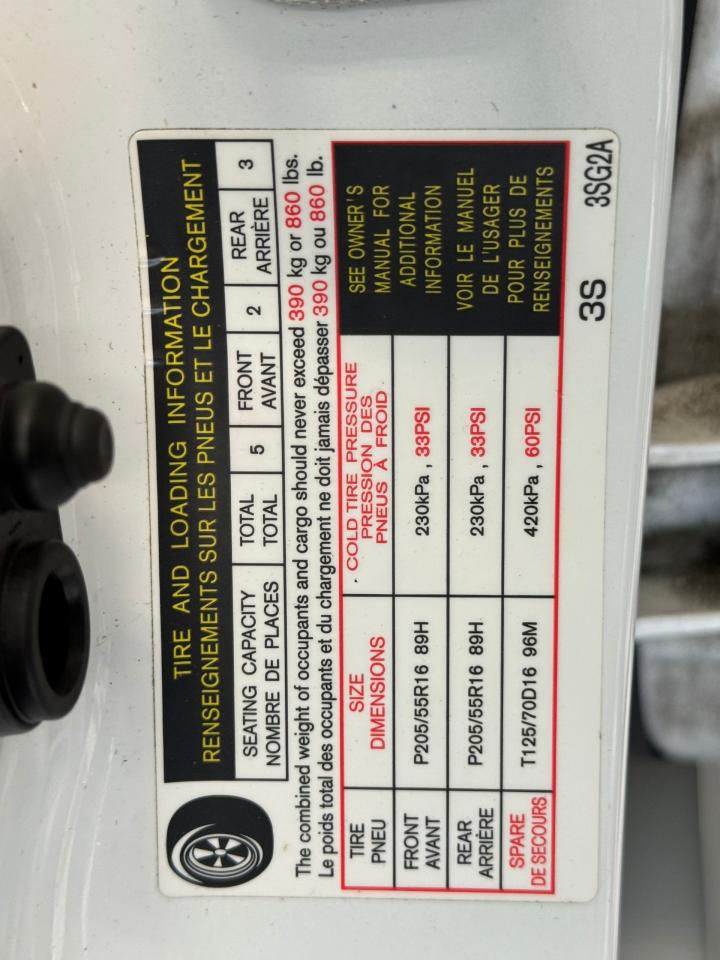 TIRE AND LOADING INFORMATION
RENSEIGNEMENTS SUR LES PNEUS ET LE CHARGEMENT
SEATING CAPACITY
NOMBRE DE PLACES
TOTAL
TOTAL
5
FRONT
AVANT
2
REAR
ARRIÈRE
3
The combined weight of occupants and cargo should never exceed 390 kg or 860 lbs.
Le poids total des occupants et du chargement ne doit jamais dépasser 390 kg ou 860 lb.
TIRE
PNEU
SIZE
DIMENSIONS
COLD TIRE PRESSURE
PRESSION DES
PNEUS À FROID
FRONT
AVANT
P205/55R16 89H
230kPa , 33PSI
REAR
ARRIÈRE
P205/55R16 89H
230kPa , 33PSI
SPARE
DE SECOURS
T125/70D16 96M
420kPa , 60PSI
SEE OWNER'S
MANUAL FOR
ADDITIONAL
INFORMATION
VOIR LE MANUEL
DE L'USAGER
POUR PLUS DE
RENSEIGNEMENTS
3S 3SG2A